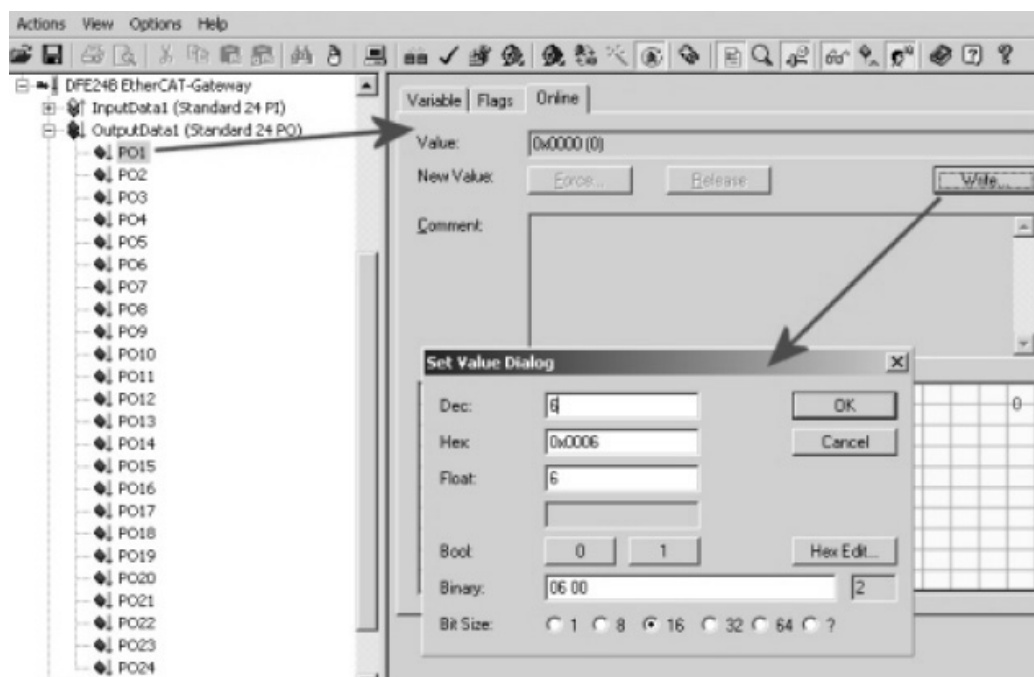 Actions View Options Help
DFE24B EtherCAT-Gateway
InputData1 (Standard 24 PI)
OutputData1 (Standard 24 PO)
PO1
PO2
PO3
PO4
PO5
PO6
PO7
PO8
PO9
PO10
PO11
PO12
PO13
PO14
PO15
PO16
PO17
PO18
PO19
PO20
PO21
PO22
PO23
PO24
Variable Flags Online
Value: 0x0000 (0)
New Value: Force... Release Write...
Comment:
0
Set Value Dialog
Dec: 6 OK
Hex: 0x0006 Cancel
Float: 6
Bool: 0 1 Hex Edit...
Binary: 06 00 2
Bit Size: 1 8 16 32 64 ?